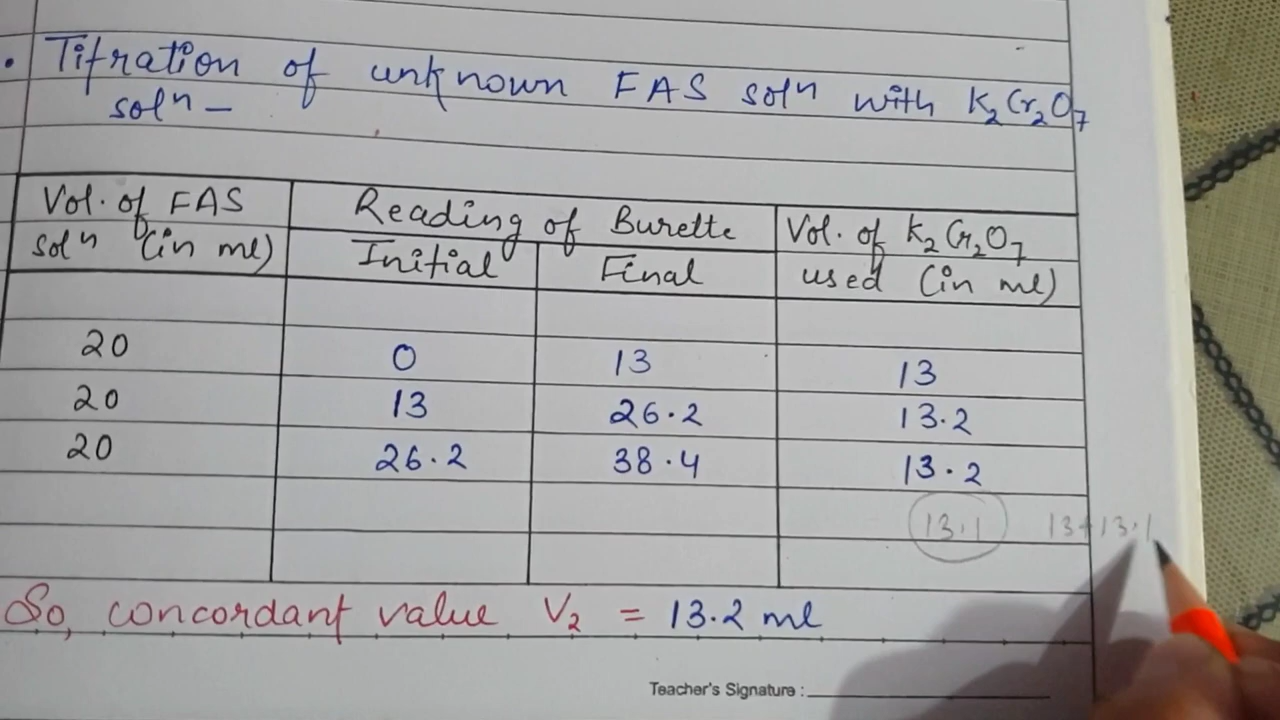 . Titration of unknown FAS solⁿ with K₂Cr₂O₇
solⁿ –
Vol. of FAS solⁿ (in ml)
Reading of Burette
Initial
Final
Vol. of K₂Cr₂O₇ used (in ml)
20 0 13 13
20 13 26.2 13.2
20 26.2 38.4 13.2
13.1 13+13.1
So, concordant value V₂ = 13.2 ml
Teacher's Signature :